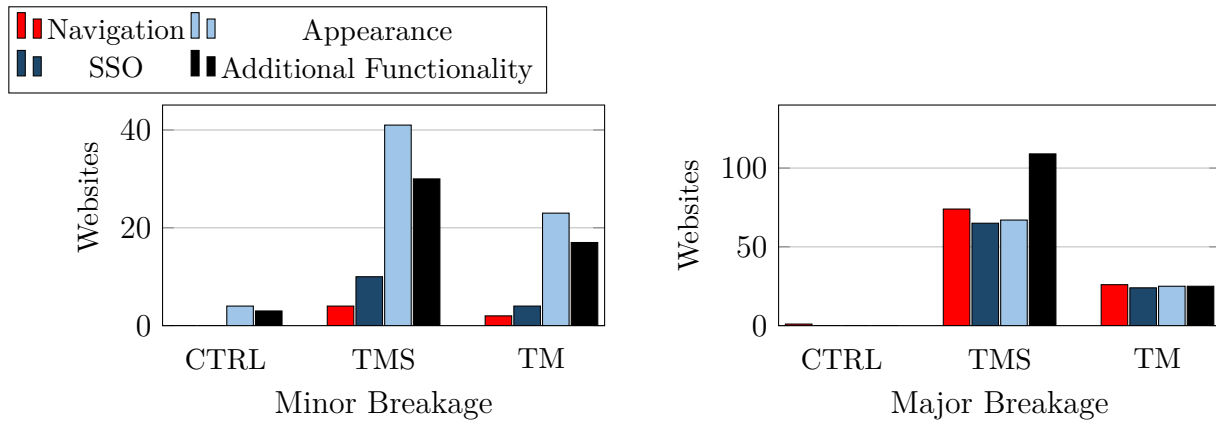 Navigation Appearance
SSO Additional Functionality
40
20
0
Websites
CTRL TMS TM
Minor Breakage
100
50
0
Websites
CTRL TMS TM
Major Breakage